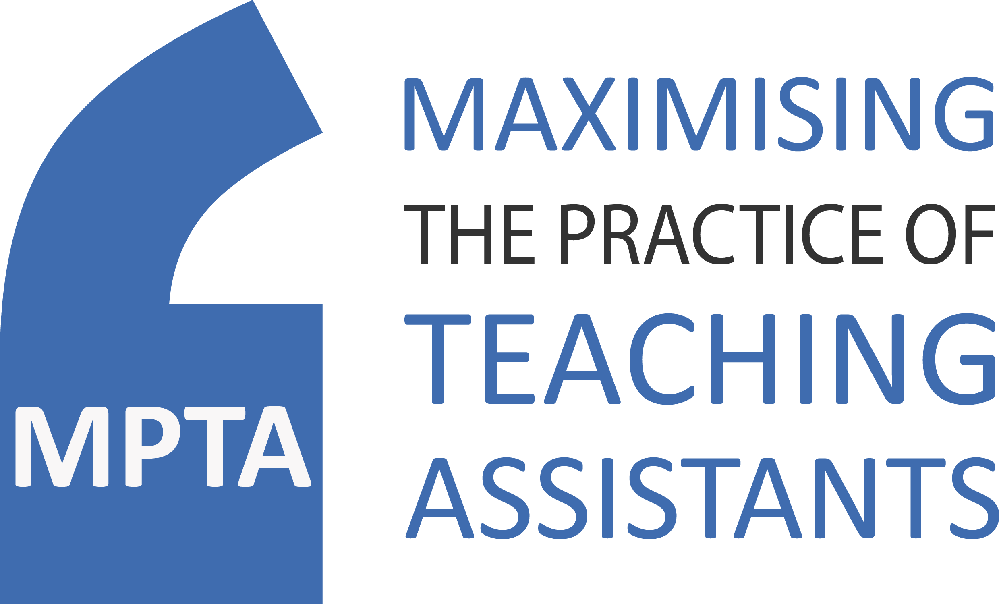 MPTA
MAXIMISING
THE PRACTICE OF
TEACHING
ASSISTANTS